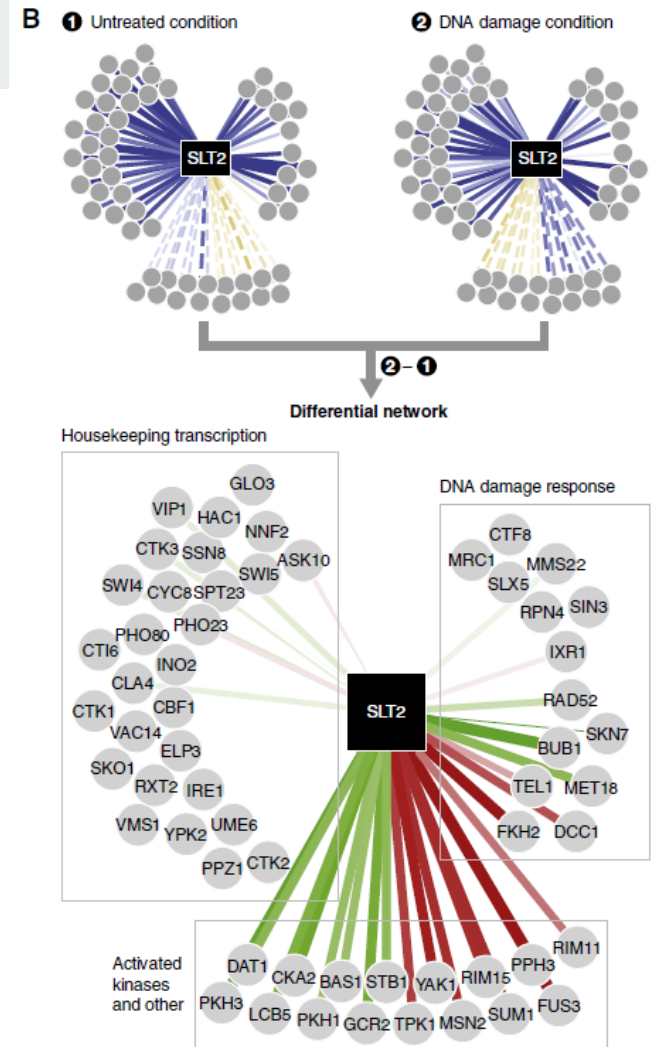 B
1 Untreated condition
2 DNA damage condition
SLT2
SLT2
2 – 1
Differential network
Housekeeping transcription
GLO3
VIP1
HAC1
NNF2
CTK3
SSN8
ASK10
SWI5
SWI4
CYC8
SPT23
PHO23
PHO80
CTI6
INO2
CLA4
CTK1
CBF1
VAC14
ELP3
SKO1
RXT2
IRE1
VMS1
YPK2
UME6
PPZ1
CTK2
SLT2
DNA damage response
CTF8
MRC1
MMS22
SLX5
RPN4
SIN3
IXR1
RAD52
SKN7
BUB1
TEL1
MET18
FKH2
DCC1
Activated
kinases
and other
DAT1
CKA2
BAS1
STB1
YAK1
RIM15
PPH3
RIM11
PKH3
LCB5
PKH1
GCR2
TPK1
MSN2
SUM1
FUS3